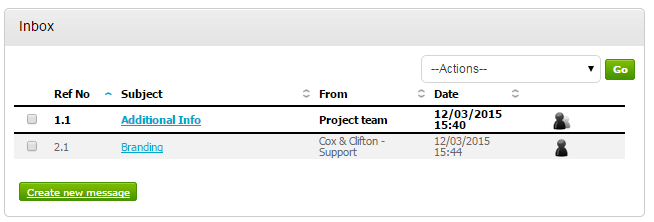 Inbox
--Actions-- Go
Ref No Subject From Date
1.1 Additional Info Project team 12/03/2015 15:40
2.1 Branding Cox & Clifton - Support 12/03/2015 15:44
Create new message